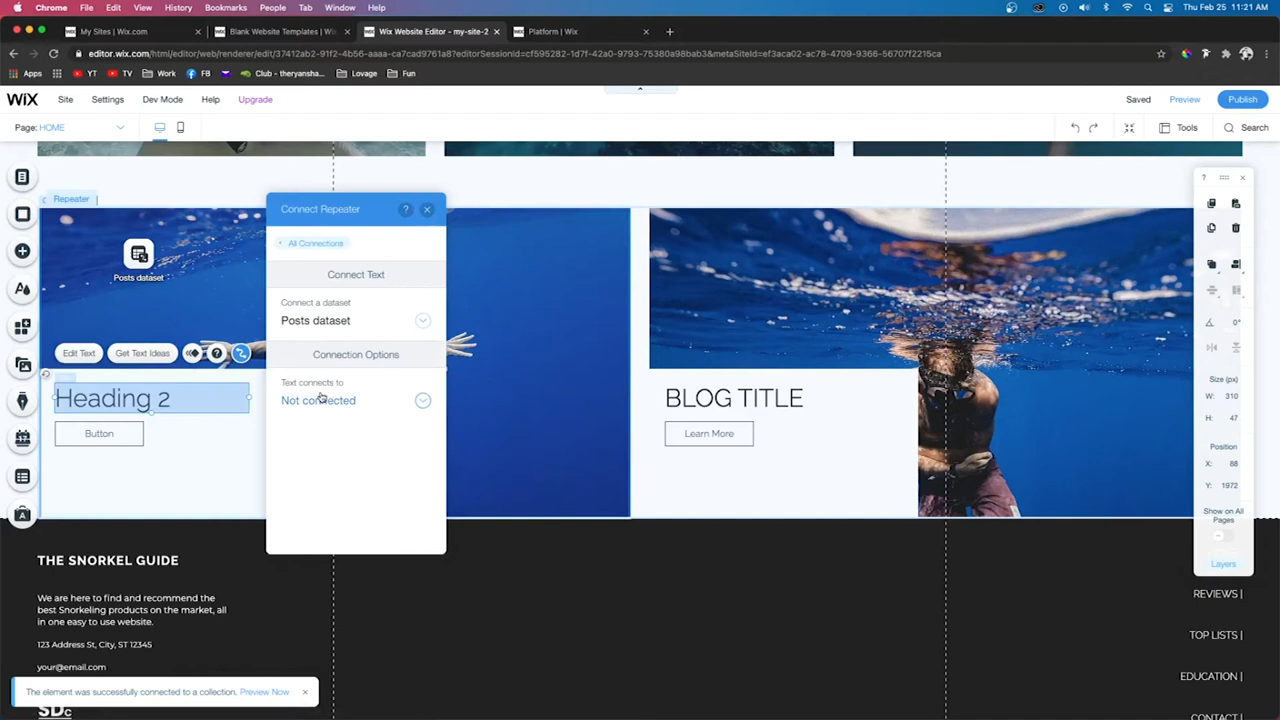 Chrome File Edit View History Bookmarks People Tab Window Help Thu Feb 25 11:21 AM
My Sites | Wix.com Blank Website Templates | Wi Wix Website Editor - my-site-2 Platform | Wix
editor.wix.com/html/editor/web/renderer/edit/37412ab2-91f2-4b56-aaaa-ca7cad9761a8?editorSessionId=cf595282-1d7f-42a0-9735-75380a98bab3&metaSiteId=ef3aca02-ac78-4709-9150-d2cf7ee25ca
Apps YT TV Work FB Club - theryansha... Lovage Fun
WiX Site Settings Dev Mode Help Upgrade Saved Preview Publish
Page: HOME Tools Search
Repeater
Posts dataset
Edit Text Get Text Ideas
Heading 2
Button
Connect Repeater
All Connections
Connect Text
Connect a dataset
Posts dataset
Connection Options
Text connects to
Not connected
BLOG TITLE
Learn More
0°
Size (px)
W: 310
H: 47
Position
X: 88
Y: 1972
Show on All
Pages
Layers
THE SNORKEL GUIDE
We are here to find and recommend the
best Snorkeling products on the market, all
in one easy to use website.
123 Address St, City, ST 12345
your@email.com
REVIEWS |
TOP LISTS |
EDUCATION |
CONTACT |
The element was successfully connected to a collection. Preview Now